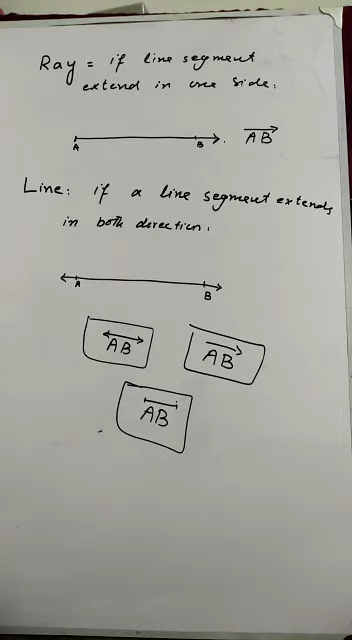 Ray = if line segment
extend in one side.
A B. AB
Line: if a line segment extends
in both direction.
A B
AB AB
AB